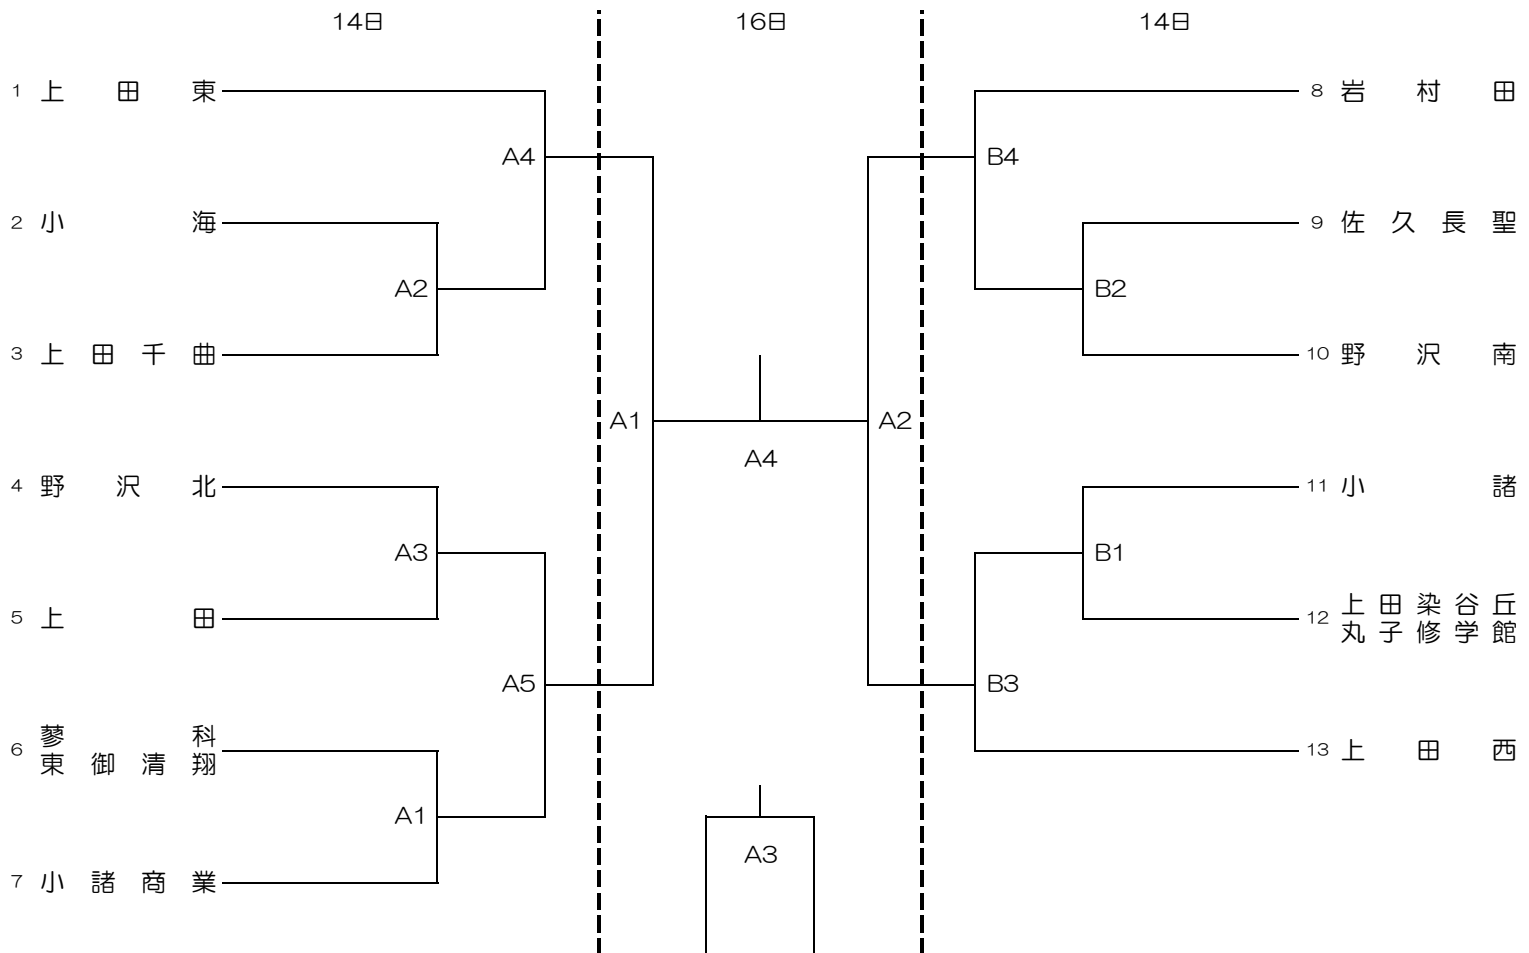 14日 16日 14日
1 上田東
8 岩村田
A4
B4
2 小海
9 佐久長聖
A2
B2
3 上田千曲
10 野沢南
A1
A2
A4
4 野沢北
11 小諸
A3
B1
5 上田
12 上田染谷丘
丸子修学館
A5
B3
6 蓼科
東御清翔
13 上田西
A1
A3
7 小諸商業